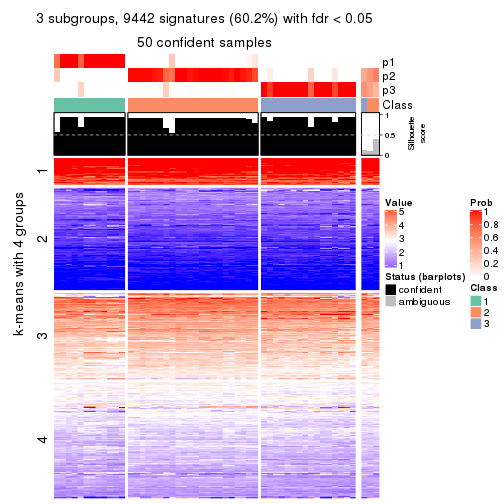 3 subgroups, 9442 signatures (60.2%) with fdr < 0.05
50 confident samples
p1
p2
p3
Class
1
0.5
0
Silhouette
score
k-means with 4 groups
1
2
3
4
Value
5
4
3
2
1
Status (barplots)
confident
ambiguous
Prob
1
0.8
0.6
0.4
0.2
0
Class
1
2
3